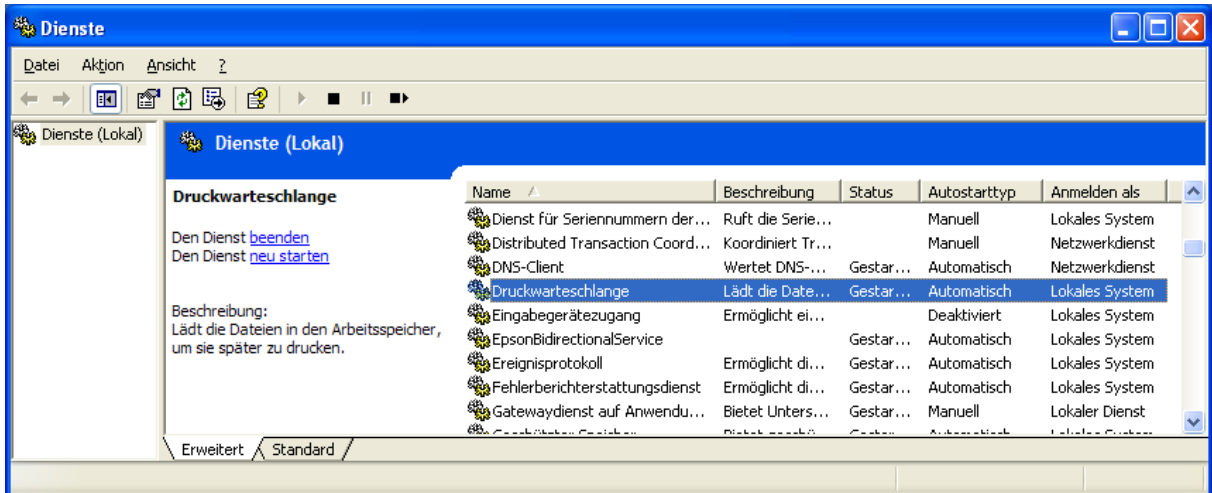 Dienste
Datei Aktion Ansicht ?
Dienste (Lokal)
Dienste (Lokal)
Druckwarteschlange
Den Dienst beenden
Den Dienst neu starten
Beschreibung:
Lädt die Dateien in den Arbeitsspeicher,
um sie später zu drucken.
Name Beschreibung Status Autostarttyp Anmelden als
Dienst für Seriennummern der... Ruft die Serie... Manuell Lokales System
Distributed Transaction Coord... Koordiniert Tr... Manuell Netzwerkdienst
DNS-Client Wertet DNS-... Gestar... Automatisch Netzwerkdienst
Druckwarteschlange Lädt die Date... Gestar... Automatisch Lokales System
Eingabegerätezugang Ermöglicht ei... Deaktiviert Lokales System
EpsonBidirectionalService Gestar... Automatisch Lokales System
Ereignisprotokoll Ermöglicht di... Gestar... Automatisch Lokales System
Fehlerberichterstattungsdienst Ermöglicht di... Gestar... Automatisch Lokales System
Gatewaydienst auf Anwendu... Bietet Unters... Gestar... Manuell Lokaler Dienst
Erweitert Standard